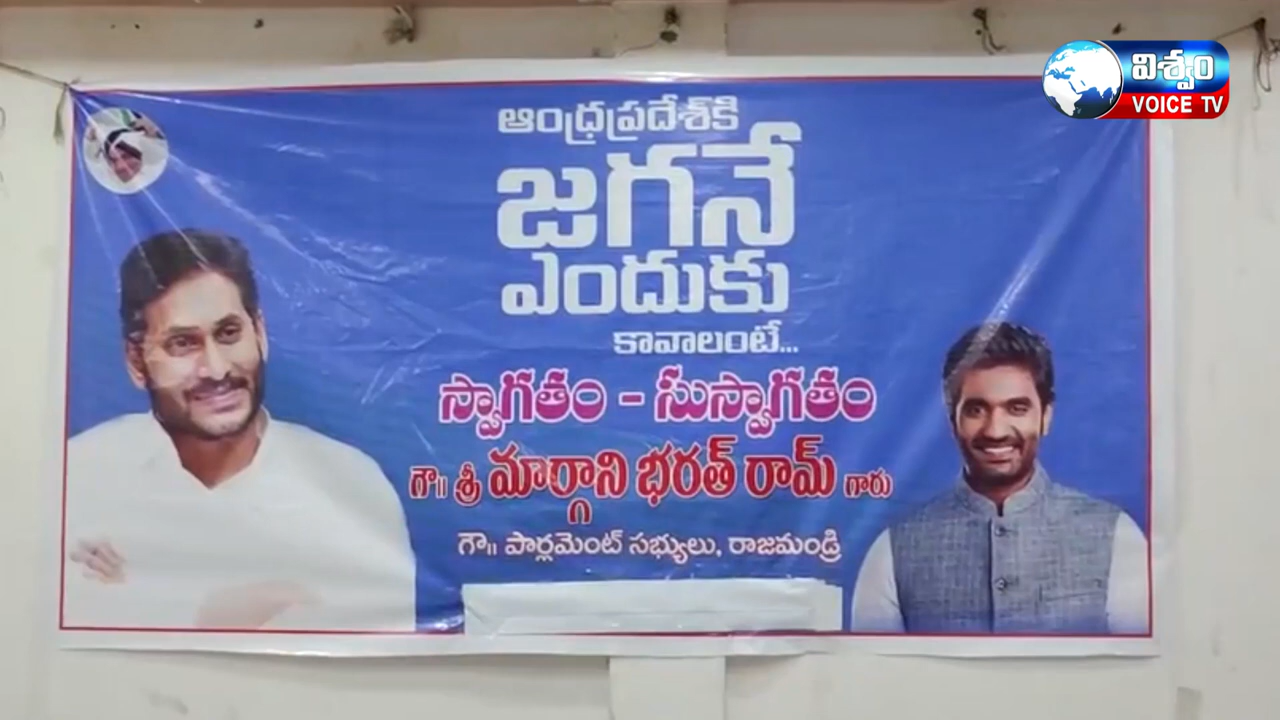 విశ్వం
VOICE TV
ఆంధ్రప్రదేశ్‌కి
జగనే
ఎందుకు
కావాలంటే...
స్వాగతం - సుస్వాగతం
గౌ॥ శ్రీ మార్గాని భరత్ రామ్ గారు
గౌ॥ పార్లమెంట్ సభ్యులు, రాజమండ్రి